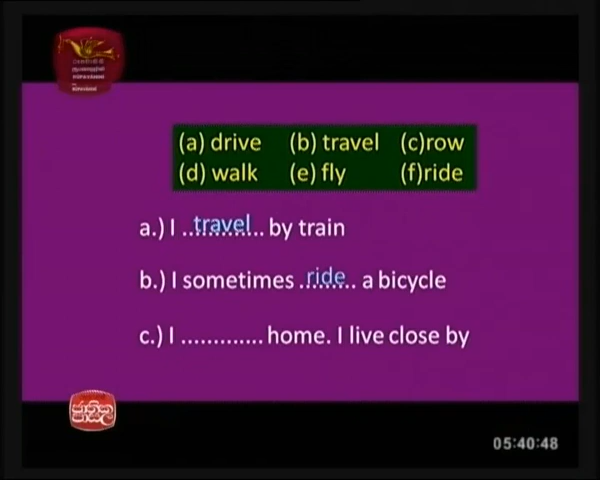 (a) drive (b) travel (c)row
(d) walk (e) fly (f)ride
a.) I ..travel.. by train
b.) I sometimes ..ride.. a bicycle
c.) I ............. home. I live close by
ජාතික
පාසල
05:40:48